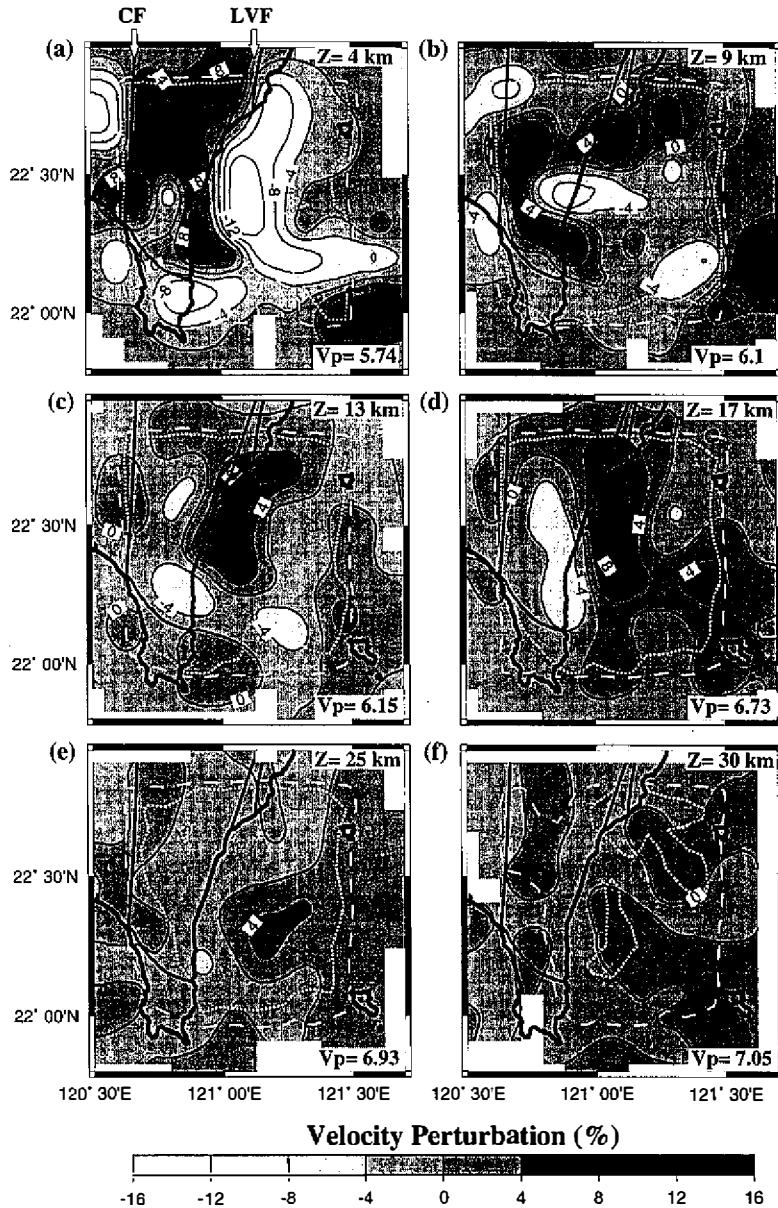 CF LVF
(a) Z= 4 km
(b) Z= 9 km
22° 30'N
22° 00'N
Vp= 5.74
Vp= 6.1
(c) Z= 13 km
(d) Z= 17 km
22° 30'N
22° 00'N
Vp= 6.15
Vp= 6.73
(e) Z= 25 km
(f) Z= 30 km
22° 30'N
22° 00'N
Vp= 6.93
Vp= 7.05
120° 30'E 121° 00'E 121° 30'E 120° 30'E 121° 00'E 121° 30'E
Velocity Perturbation (%)
-16 -12 -8 -4 0 4 8 12 16